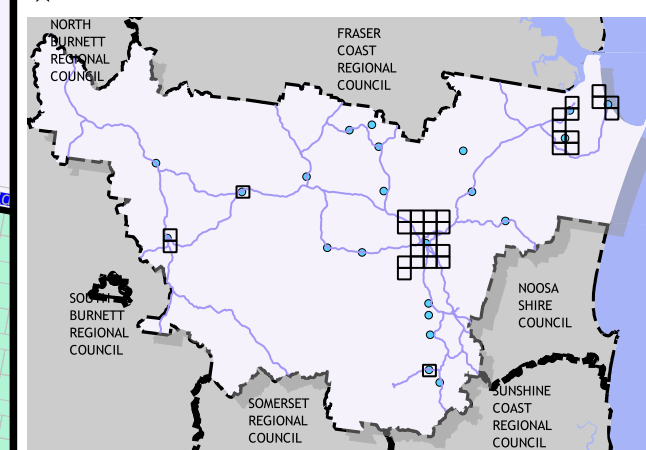 NORTH
BURNETT
REGIONAL
COUNCIL
FRASER
COAST
REGIONAL
COUNCIL
SOUTH
BURNETT
REGIONAL
COUNCIL
NOOSA
SHIRE
COUNCIL
SOMERSET
REGIONAL
COUNCIL
SUNSHINE
COAST
REGIONAL
COUNCIL